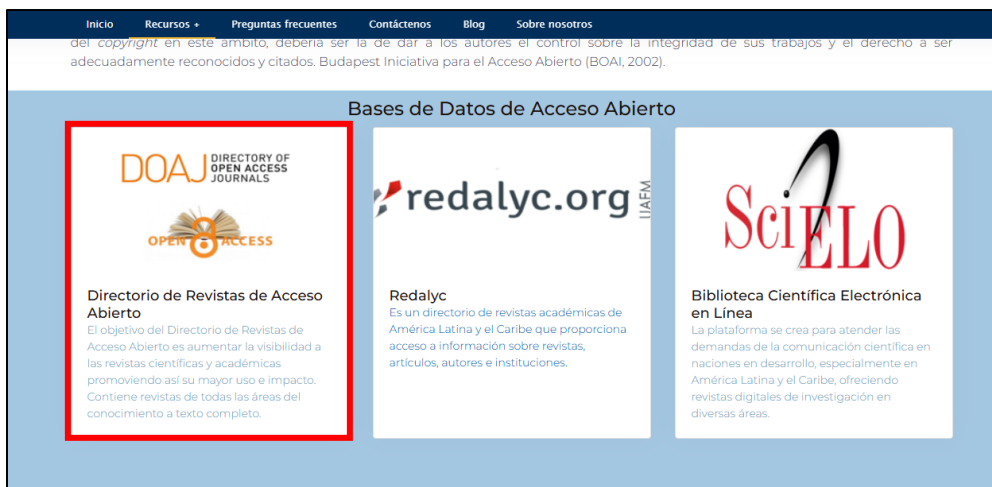 Inicio Recursos + Preguntas frecuentes Contáctenos Blog Sobre nosotros
del copyright en este ámbito, debería ser la de dar a los autores el control sobre la integridad de sus trabajos y el derecho a ser
adecuadamente reconocidos y citados. Budapest Iniciativa para el Acceso Abierto (BOAI, 2002).
Bases de Datos de Acceso Abierto
DOAJ DIRECTORY OF
OPEN ACCESS
JOURNALS
OPEN ACCESS
Directorio de Revistas de Acceso
Abierto
El objetivo del Directorio de Revistas de
Acceso Abierto es aumentar la visibilidad a
las revistas científicas y académicas
promoviendo así su mayor uso e impacto.
Contiene revistas de todas las áreas del
conocimiento a texto completo.
redalyc.org
UAEM
Redalyc
Es un directorio de revistas académicas de
América Latina y el Caribe que proporciona
acceso a información sobre revistas,
artículos, autores e instituciones.
SciELO
Biblioteca Científica Electrónica
en Línea
La plataforma se crea para atender las
demandas de la comunicación científica en
naciones en desarrollo, especialmente en
América Latina y el Caribe, ofreciendo
revistas digitales de investigación en
diversas áreas.